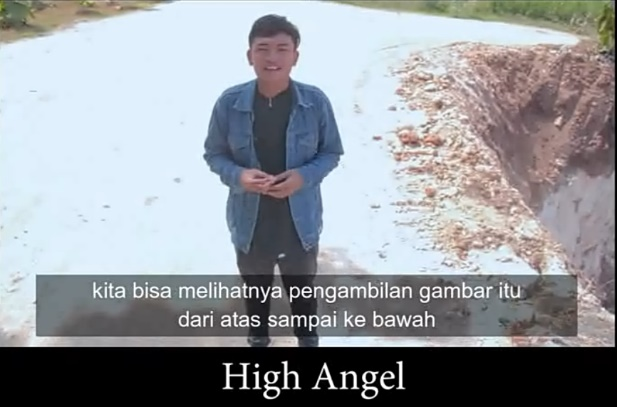 kita bisa melihatnya pengambilan gambar itu
dari atas sampai ke bawah
High Angel